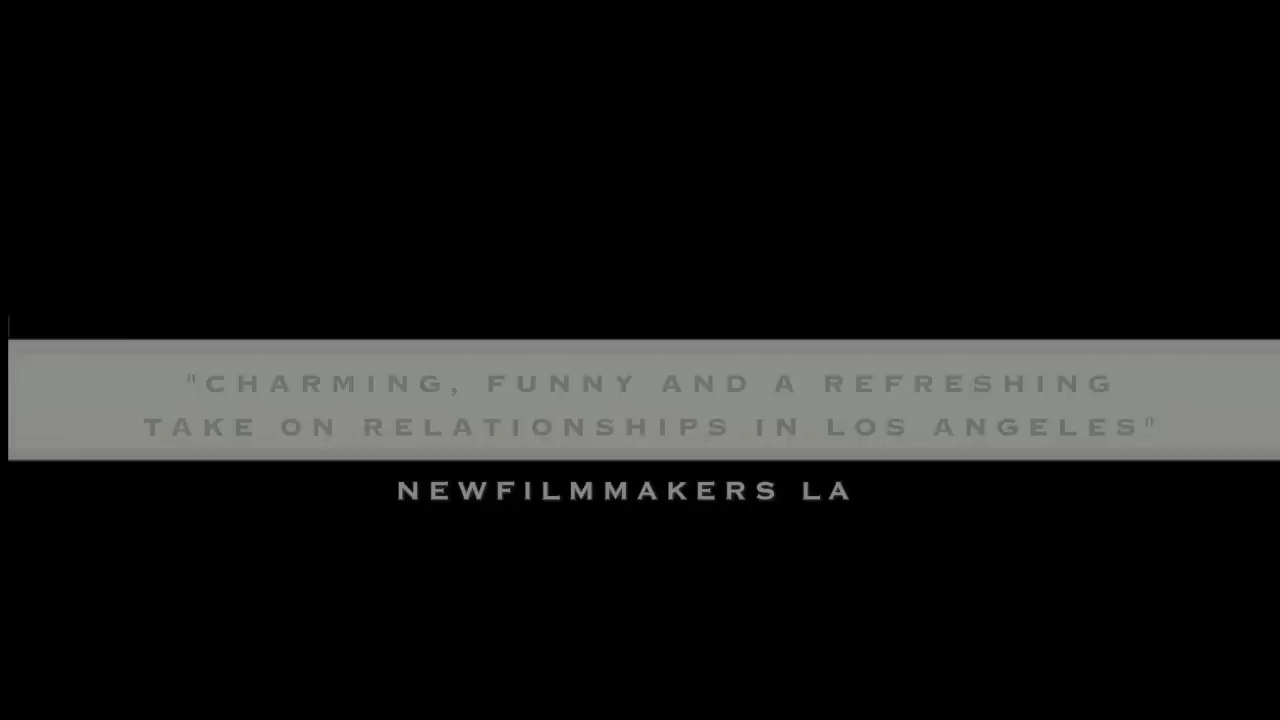 "CHARMING, FUNNY AND A REFRESHING
TAKE ON RELATIONSHIPS IN LOS ANGELES"
NEWFILMMAKERS LA